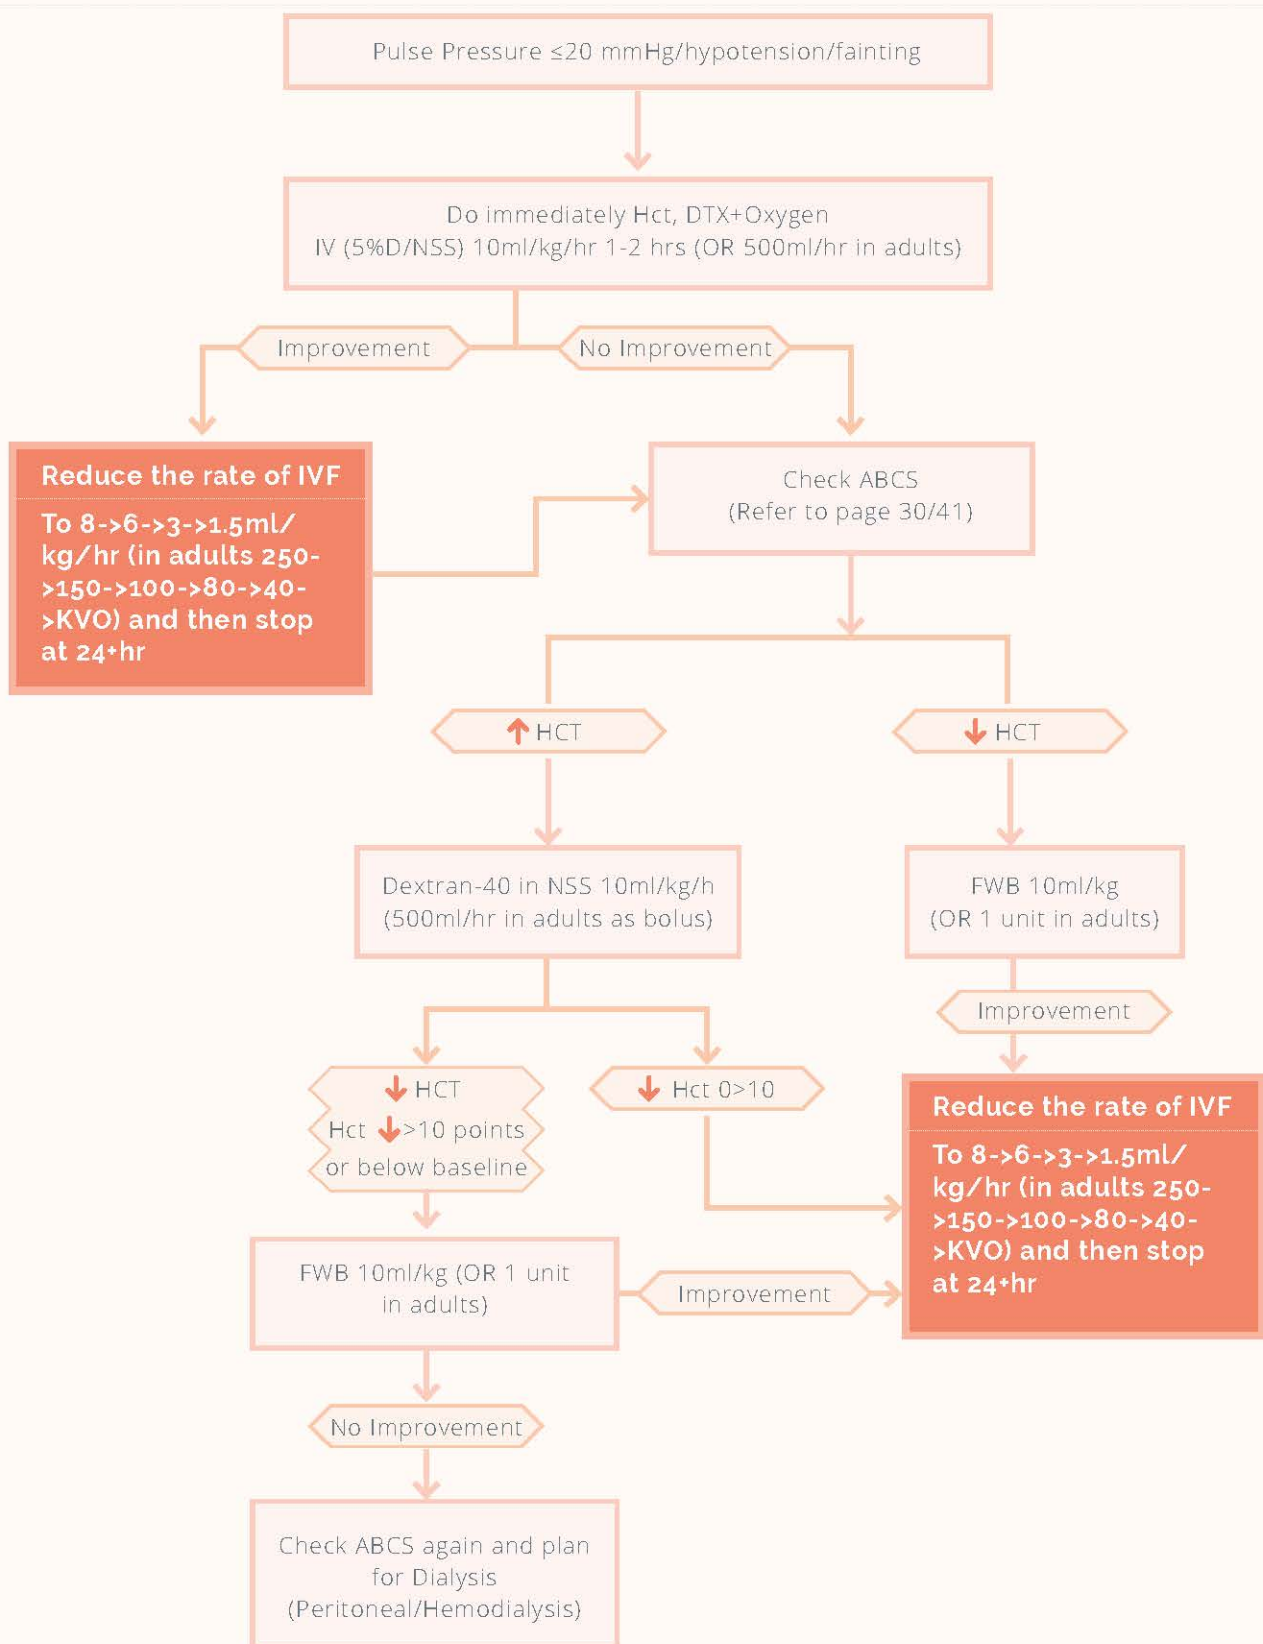 Pulse Pressure ≤20 mmHg/hypotension/fainting
Do immediately Hct, DTX+Oxygen
IV (5%D/NSS) 10ml/kg/hr 1-2 hrs (OR 500ml/hr in adults)
Improvement
No Improvement
Reduce the rate of IVF
To 8->6->3->1.5ml/
kg/hr (in adults 250-
>150->100->80->40-
>KVO) and then stop
at 24+hr
Check ABCS
(Refer to page 30/41)
↑ HCT
↓ HCT
Dextran-40 in NSS 10ml/kg/h
(500ml/hr in adults as bolus)
FWB 10ml/kg
(OR 1 unit in adults)
Improvement
↓ HCT
Hct ↓>10 points
or below baseline
↓ Hct 0>10
Reduce the rate of IVF
To 8->6->3->1.5ml/
kg/hr (in adults 250-
>150->100->80->40-
>KVO) and then stop
at 24+hr
FWB 10ml/kg (OR 1 unit
in adults)
Improvement
No Improvement
Check ABCS again and plan
for Dialysis
(Peritoneal/Hemodialysis)